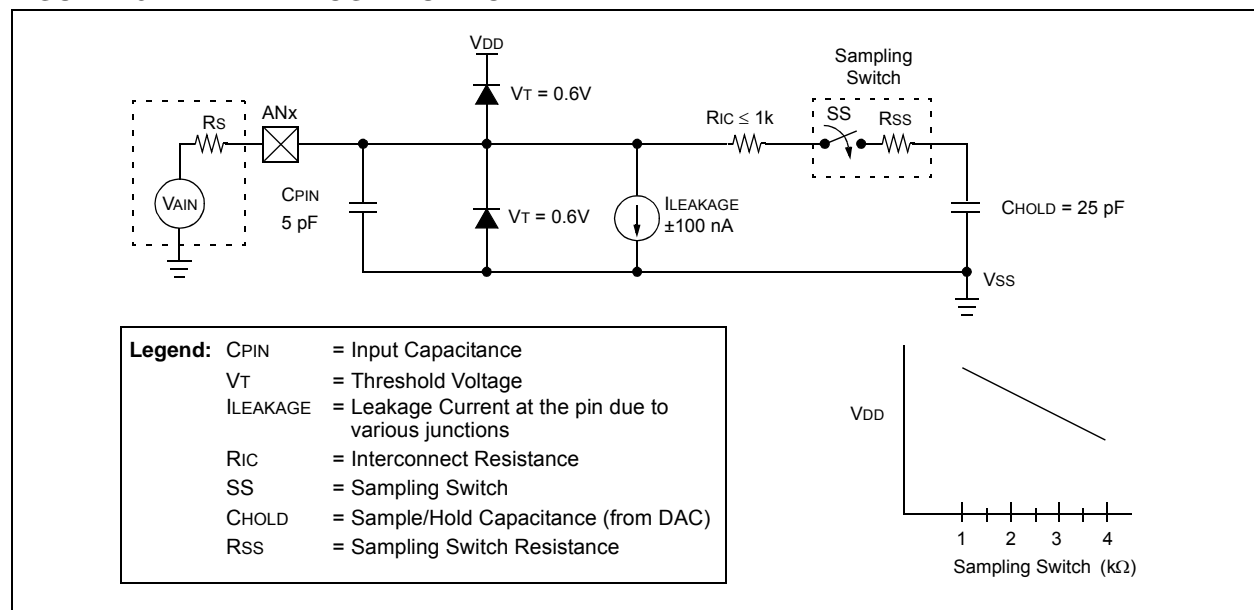 VDD
Sampling
Switch
VT = 0.6V
ANx
RS
RIC ≤ 1k
SS
RSS
VAIN
CPIN
5 pF
VT = 0.6V
ILEAKAGE
±100 nA
CHOLD = 25 pF
VSS
Legend: CPIN = Input Capacitance
VT = Threshold Voltage
ILEAKAGE = Leakage Current at the pin due to
various junctions
RIC = Interconnect Resistance
SS = Sampling Switch
CHOLD = Sample/Hold Capacitance (from DAC)
RSS = Sampling Switch Resistance
VDD
1 2 3 4
Sampling Switch (kΩ)